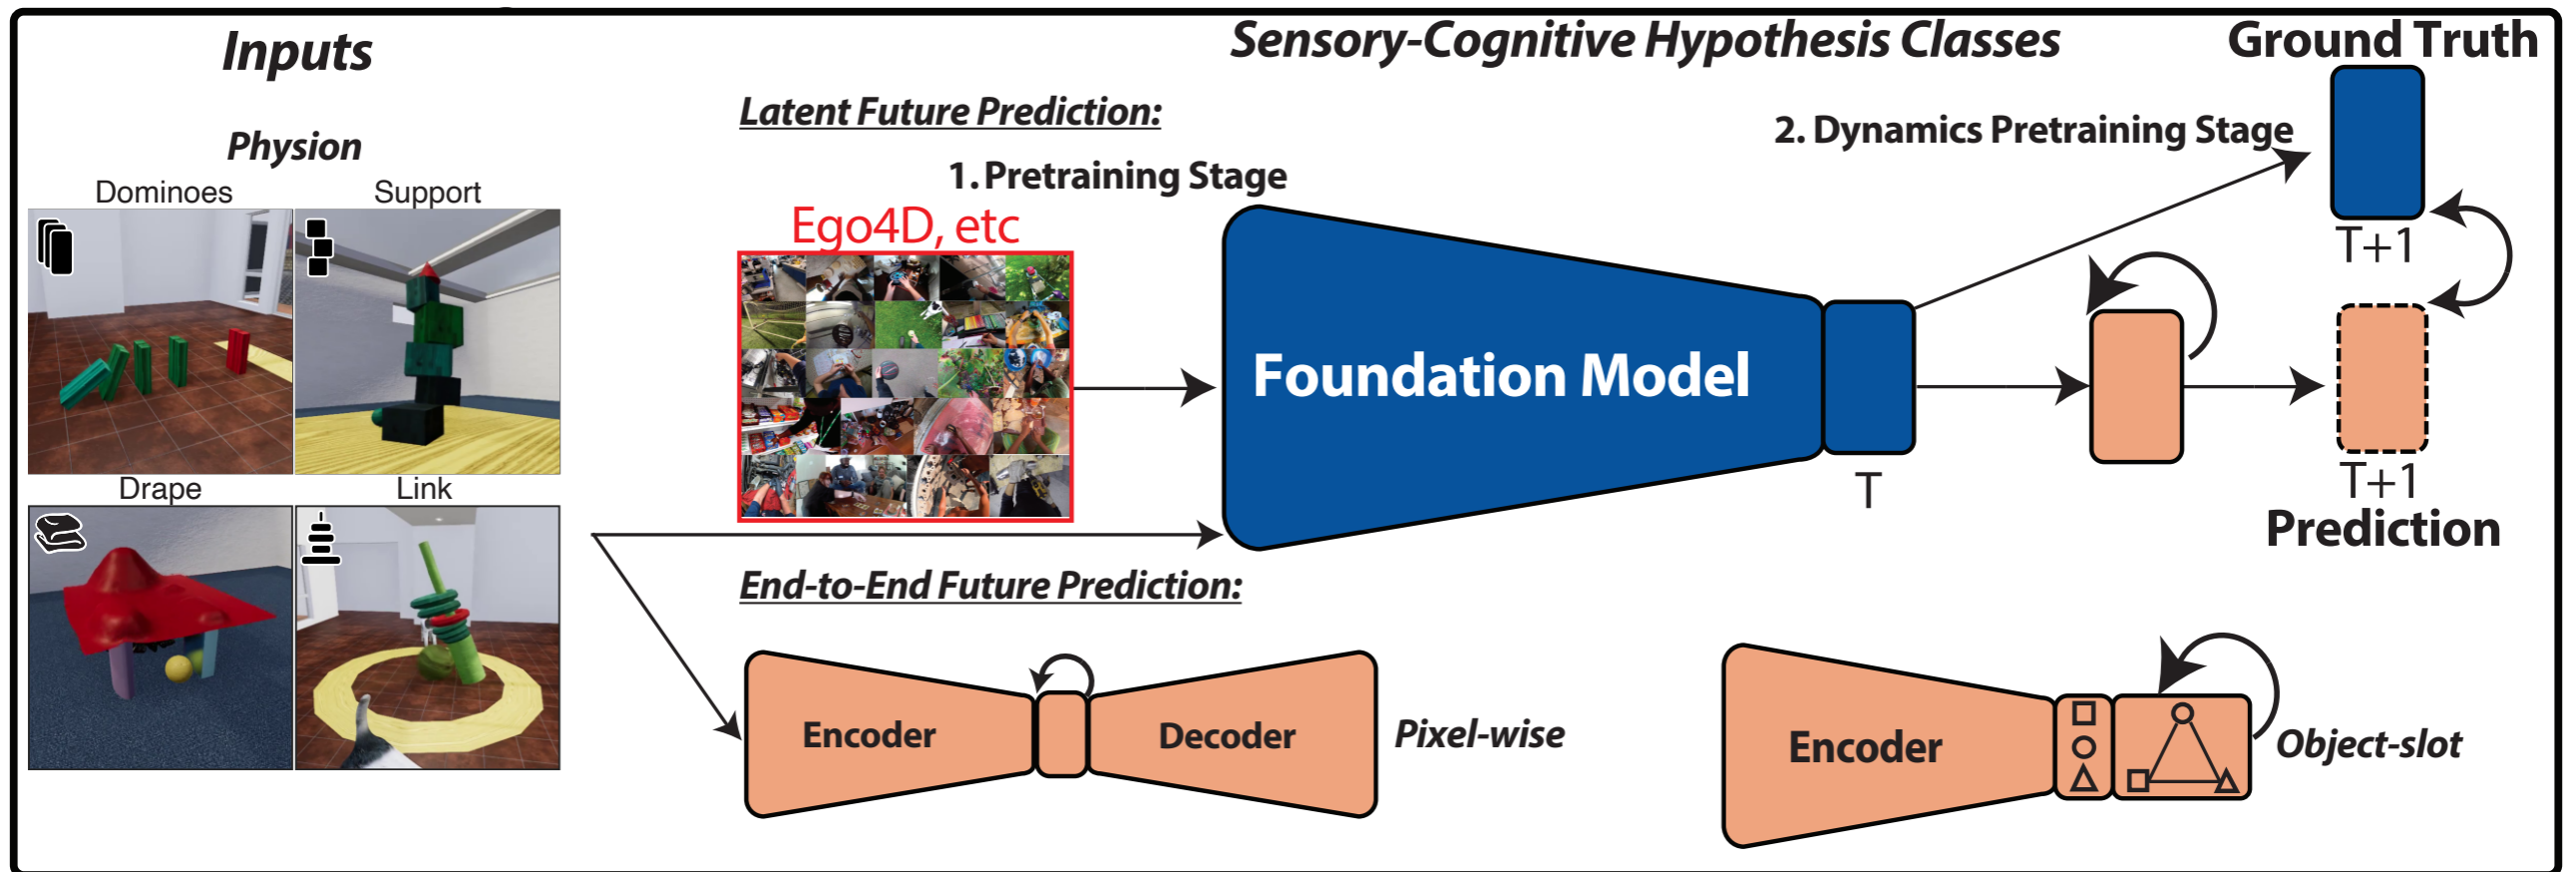 Inputs
Sensory-Cognitive Hypothesis Classes
Ground Truth
Physion
Dominoes
Support
Drape
Link
Latent Future Prediction:
1. Pretraining Stage
2. Dynamics Pretraining Stage
Ego4D, etc
Foundation Model
T
T+1
T+1
Prediction
End-to-End Future Prediction:
Encoder
Decoder
Pixel-wise
Encoder
Object-slot